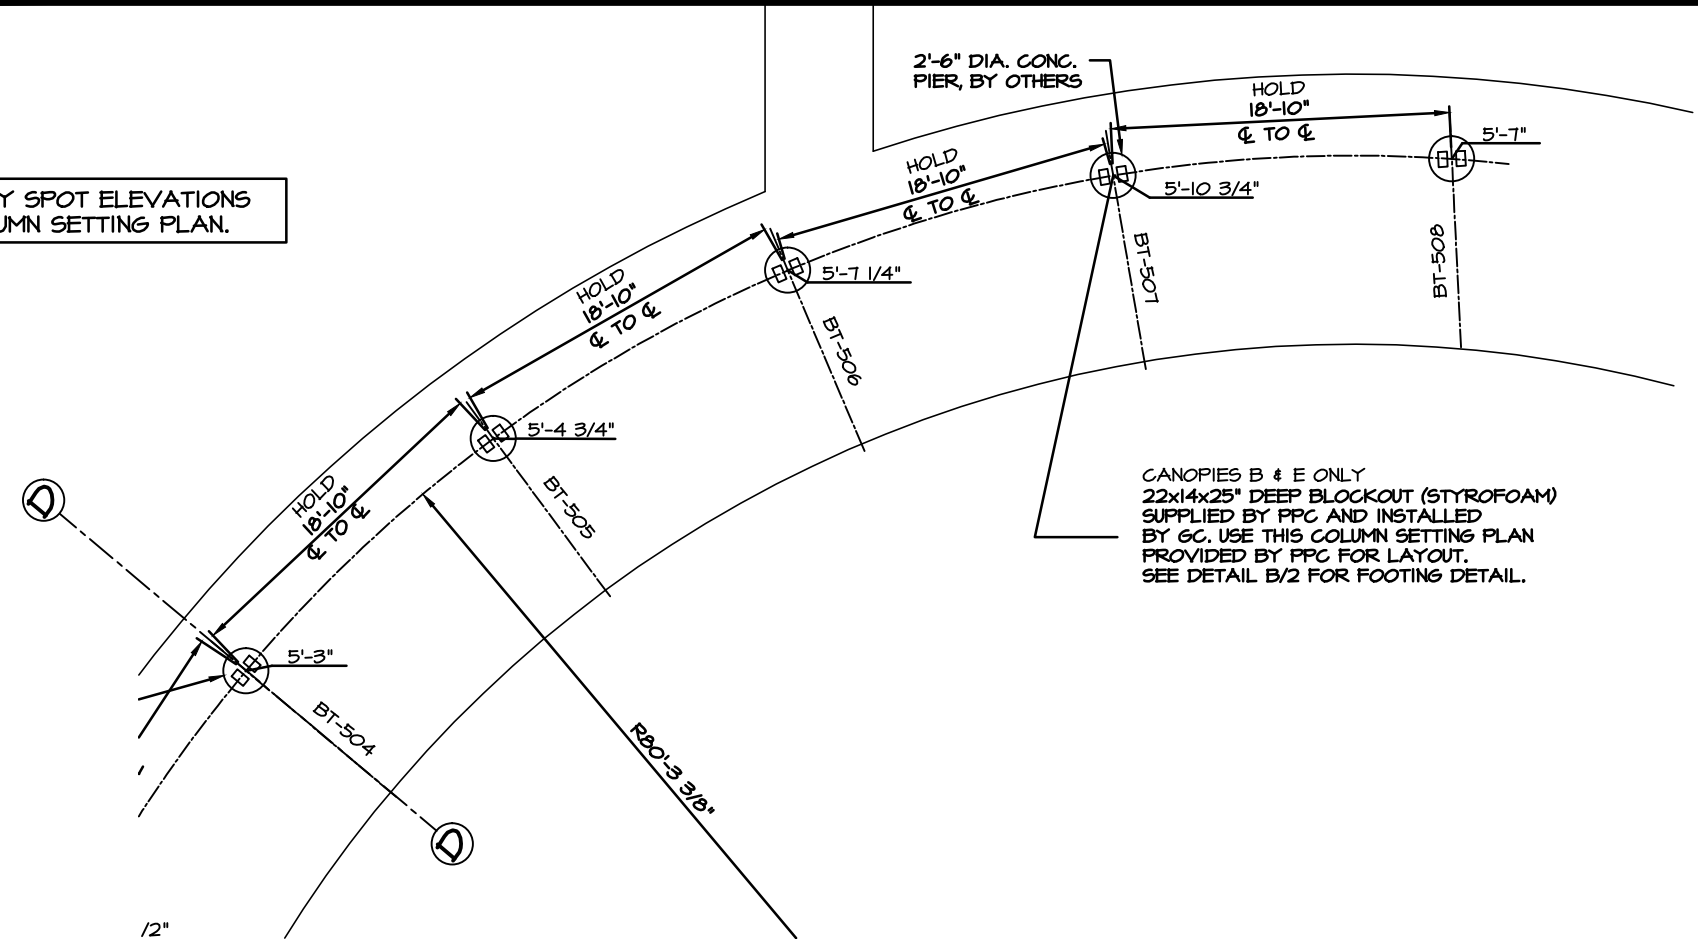 2'-6" DIA. CONC.
PIER, BY OTHERS
HOLD
18'-10"
℄ TO ℄
5'-7"
HOLD
18'-10"
℄ TO ℄
5'-10 3/4"
Y SPOT ELEVATIONS
UMN SETTING PLAN.
BT-507
BT-508
HOLD
18'-10"
℄ TO ℄
5'-7 1/4"
BT-506
5'-4 3/4"
BT-505
HOLD
18'-10"
℄ TO ℄
D
CANOPIES B & E ONLY
22x14x25" DEEP BLOCKOUT (STYROFOAM)
SUPPLIED BY PPC AND INSTALLED
BY GC. USE THIS COLUMN SETTING PLAN
PROVIDED BY PPC FOR LAYOUT.
SEE DETAIL B/2 FOR FOOTING DETAIL.
5'-3"
BT-504
R80'-3 3/8"
D
/2"